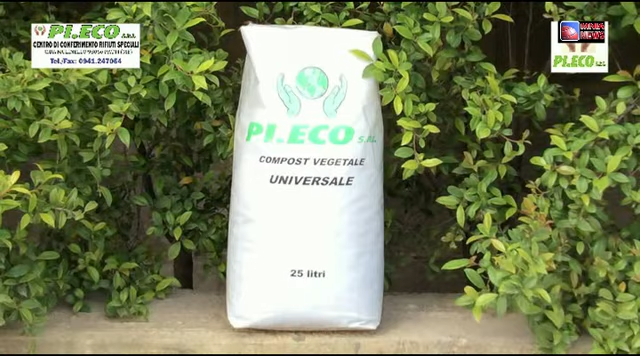 PI.ECO S.R.L.
CENTRO DI CONFERIMENTO RIFIUTI SPECIALI
Tel./Fax: 0941.247064
NEWS
PI.ECO S.R.L.
PI.ECO S.R.L.
COMPOST VEGETALE
UNIVERSALE
25 litri